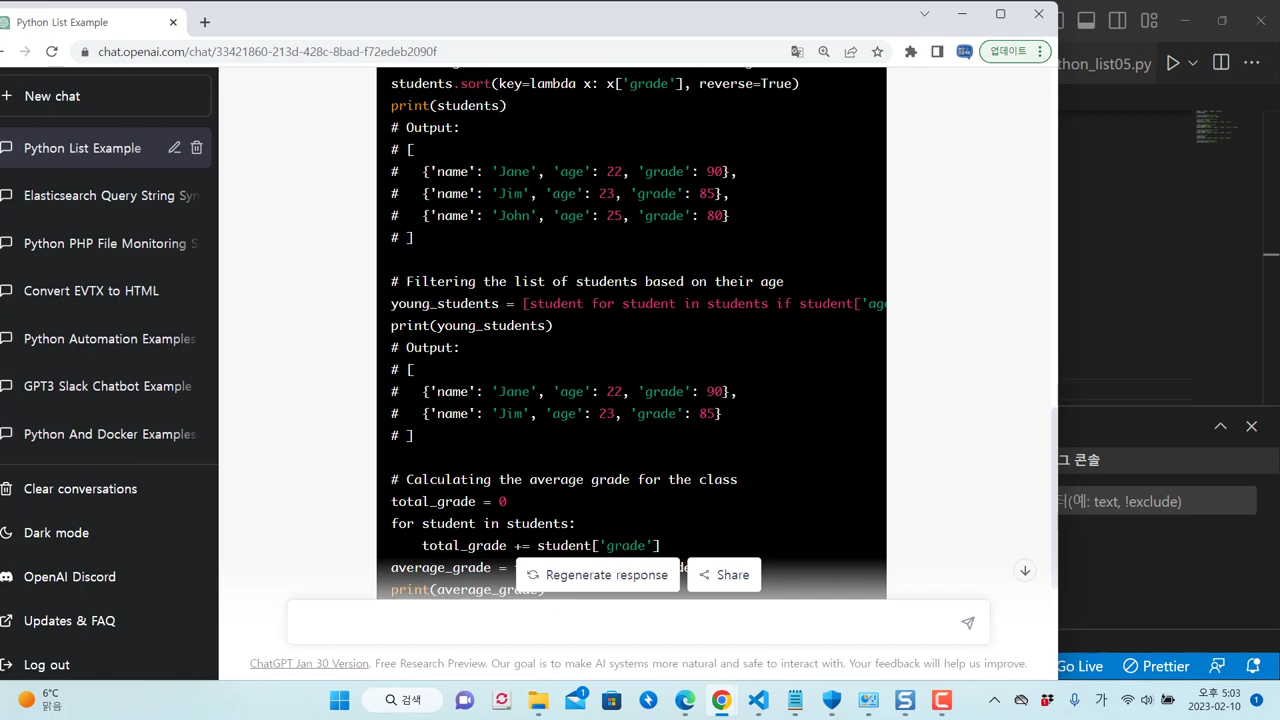 Python List Example
chat.openai.com/chat/33421860-213d-428c-8bad-f72edeb2090f
업데이트
thon_list05.py
New chat
Python List Example
Elasticsearch Query String Syn
Python PHP File Monitoring S
Convert EVTX to HTML
Python Automation Examples
GPT3 Slack Chatbot Example
Python And Docker Examples
Clear conversations
Dark mode
OpenAI Discord
Updates & FAQ
Log out
students.sort(key=lambda x: x['grade'], reverse=True)
print(students)
# Output:
# [
#   {'name': 'Jane', 'age': 22, 'grade': 90},
#   {'name': 'Jim', 'age': 23, 'grade': 85},
#   {'name': 'John', 'age': 25, 'grade': 80}
# ]
# Filtering the list of students based on their age
young_students = [student for student in students if student['age
print(young_students)
# Output:
# [
#   {'name': 'Jane', 'age': 22, 'grade': 90},
#   {'name': 'Jim', 'age': 23, 'grade': 85}
# ]
# Calculating the average grade for the class
total_grade = 0
for student in students:
    total_grade += student['grade']
average_grade =
print(average_grade)
Regenerate response
Share
ChatGPT Jan 30 Version. Free Research Preview. Our goal is to make AI systems more natural and safe to interact with. Your feedback will help us improve.
그 콘솔
(예: text, !exclude)
Go Live
Prettier
6°C
맑음
검색
1
가
오후 5:03
2023-02-10
1